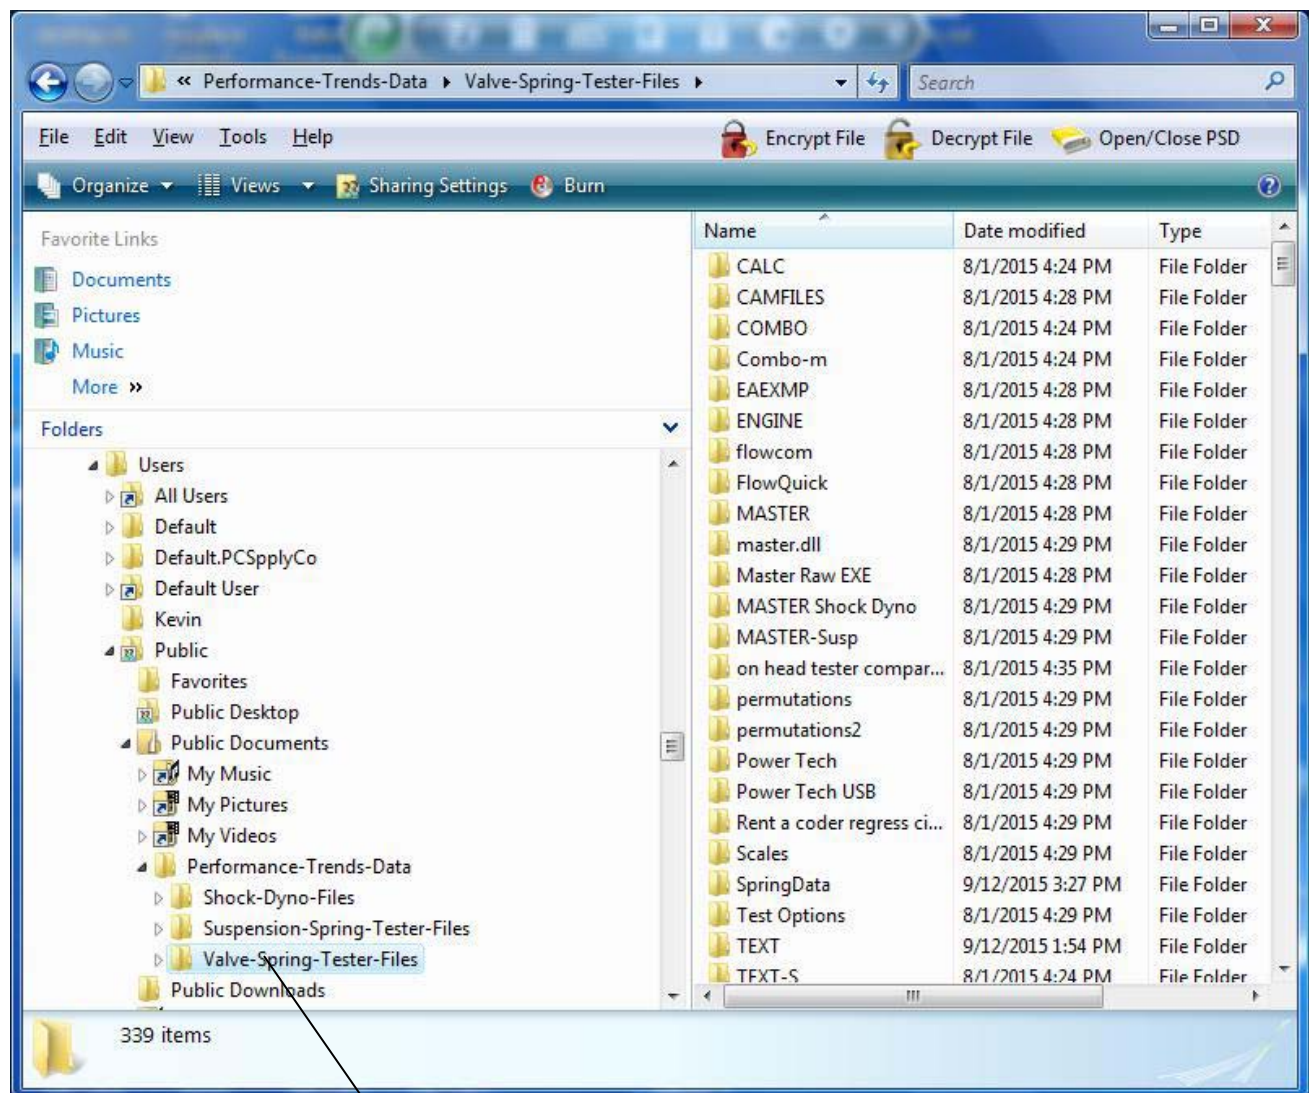 « Performance-Trends-Data ▸ Valve-Spring-Tester-Files ▸ Search
File Edit View Tools Help Encrypt File Decrypt File Open/Close PSD
Organize Views Sharing Settings Burn
Favorite Links
Documents
Pictures
Music
More »
Folders
Users
All Users
Default
Default.PCSpplyCo
Default User
Kevin
Public
Favorites
Public Desktop
Public Documents
My Music
My Pictures
My Videos
Performance-Trends-Data
Shock-Dyno-Files
Suspension-Spring-Tester-Files
Valve-Spring-Tester-Files
Public Downloads
Name Date modified Type
CALC 8/1/2015 4:24 PM File Folder
CAMFILES 8/1/2015 4:28 PM File Folder
COMBO 8/1/2015 4:24 PM File Folder
Combo-m 8/1/2015 4:24 PM File Folder
EAEXMP 8/1/2015 4:28 PM File Folder
ENGINE 8/1/2015 4:28 PM File Folder
flowcom 8/1/2015 4:28 PM File Folder
FlowQuick 8/1/2015 4:28 PM File Folder
MASTER 8/1/2015 4:28 PM File Folder
master.dll 8/1/2015 4:29 PM File Folder
Master Raw EXE 8/1/2015 4:28 PM File Folder
MASTER Shock Dyno 8/1/2015 4:29 PM File Folder
MASTER-Susp 8/1/2015 4:29 PM File Folder
on head tester compar... 8/1/2015 4:35 PM File Folder
permutations 8/1/2015 4:29 PM File Folder
permutations2 8/1/2015 4:29 PM File Folder
Power Tech 8/1/2015 4:29 PM File Folder
Power Tech USB 8/1/2015 4:29 PM File Folder
Rent a coder regress ci... 8/1/2015 4:29 PM File Folder
Scales 8/1/2015 4:29 PM File Folder
SpringData 9/12/2015 3:27 PM File Folder
Test Options 8/1/2015 4:29 PM File Folder
TEXT 9/12/2015 1:54 PM File Folder
TEXT-S 8/1/2015 4:24 PM File Folder
339 items